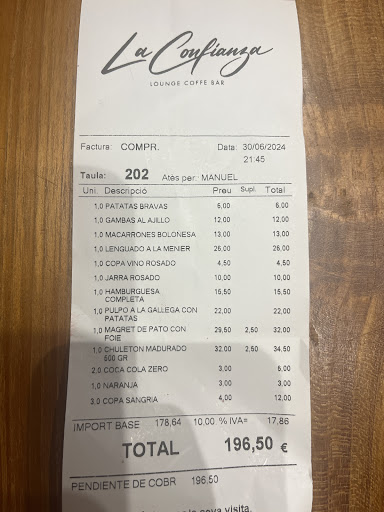 La Confianza
LOUNGE COFFE BAR
Factura: COMPR. Data: 30/06/2024
21:45
Taula: 202 Atès per: MANUEL
Uni. Descripció Preu Supl. Total
1,0 PATATAS BRAVAS 6,00 6,00
1,0 GAMBAS AL AJILLO 12,00 12,00
1,0 MACARRONES BOLONESA 13,00 13,00
1,0 LENGUADO A LA MENIER 26,00 26,00
1,0 COPA VINO ROSADO 4,50 4,50
1,0 JARRA ROSADO 10,00 10,00
1,0 HAMBURGUESA 15,50 15,50
COMPLETA
1,0 PULPO A LA GALLEGA CON 22,00 22,00
PATATAS
1,0 MAGRET DE PATO CON 29,50 2,50 32,00
FOIE
1,0 CHULETON MADURADO 32,00 2,50 34,50
600 GR
2,0 COCA COLA ZERO 3,00 6,00
1,0 NARANJA 3,00 3,00
3,0 COPA SANGRIA 4,00 12,00
IMPORT BASE 178,64 10,00 % IVA= 17,86
TOTAL 196,50 €
PENDIENTE DE COBR 196,50
visita.